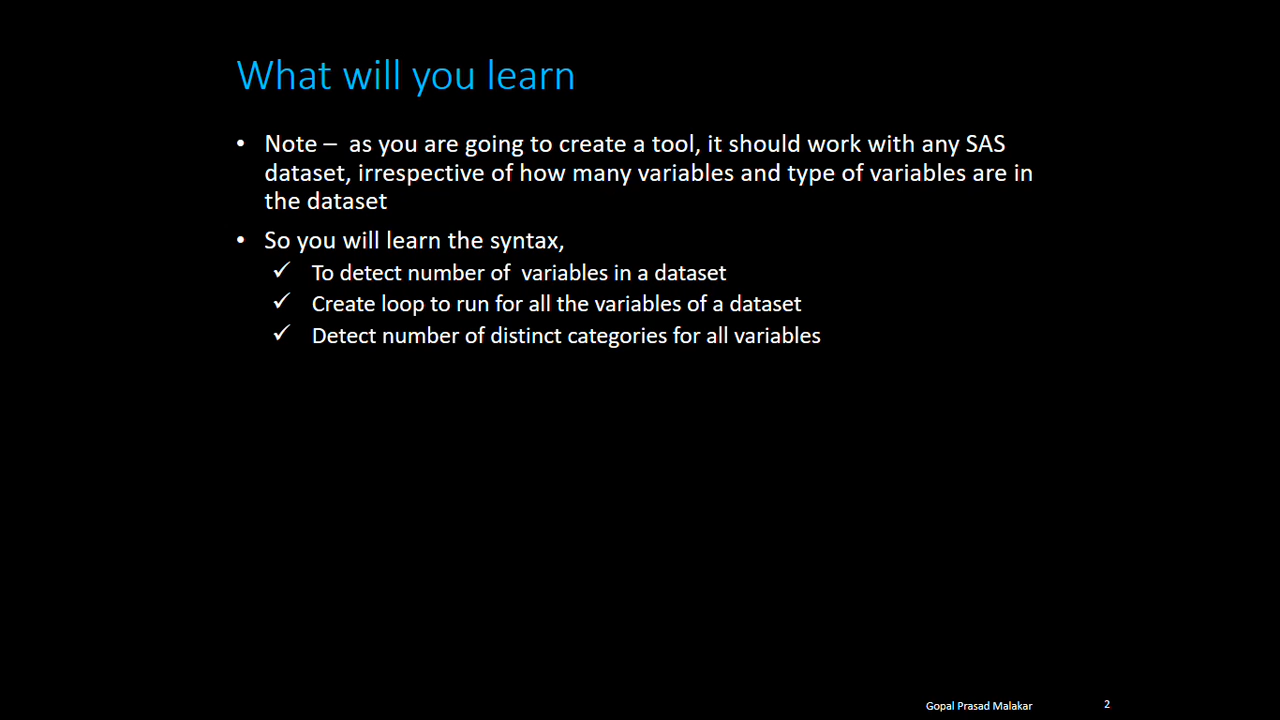 What will you learn
• Note –  as you are going to create a tool, it should work with any SAS
dataset, irrespective of how many variables and type of variables are in
the dataset
• So you will learn the syntax,
✓ To detect number of  variables in a dataset
✓ Create loop to run for all the variables of a dataset
✓ Detect number of distinct categories for all variables
Gopal Prasad Malakar 2